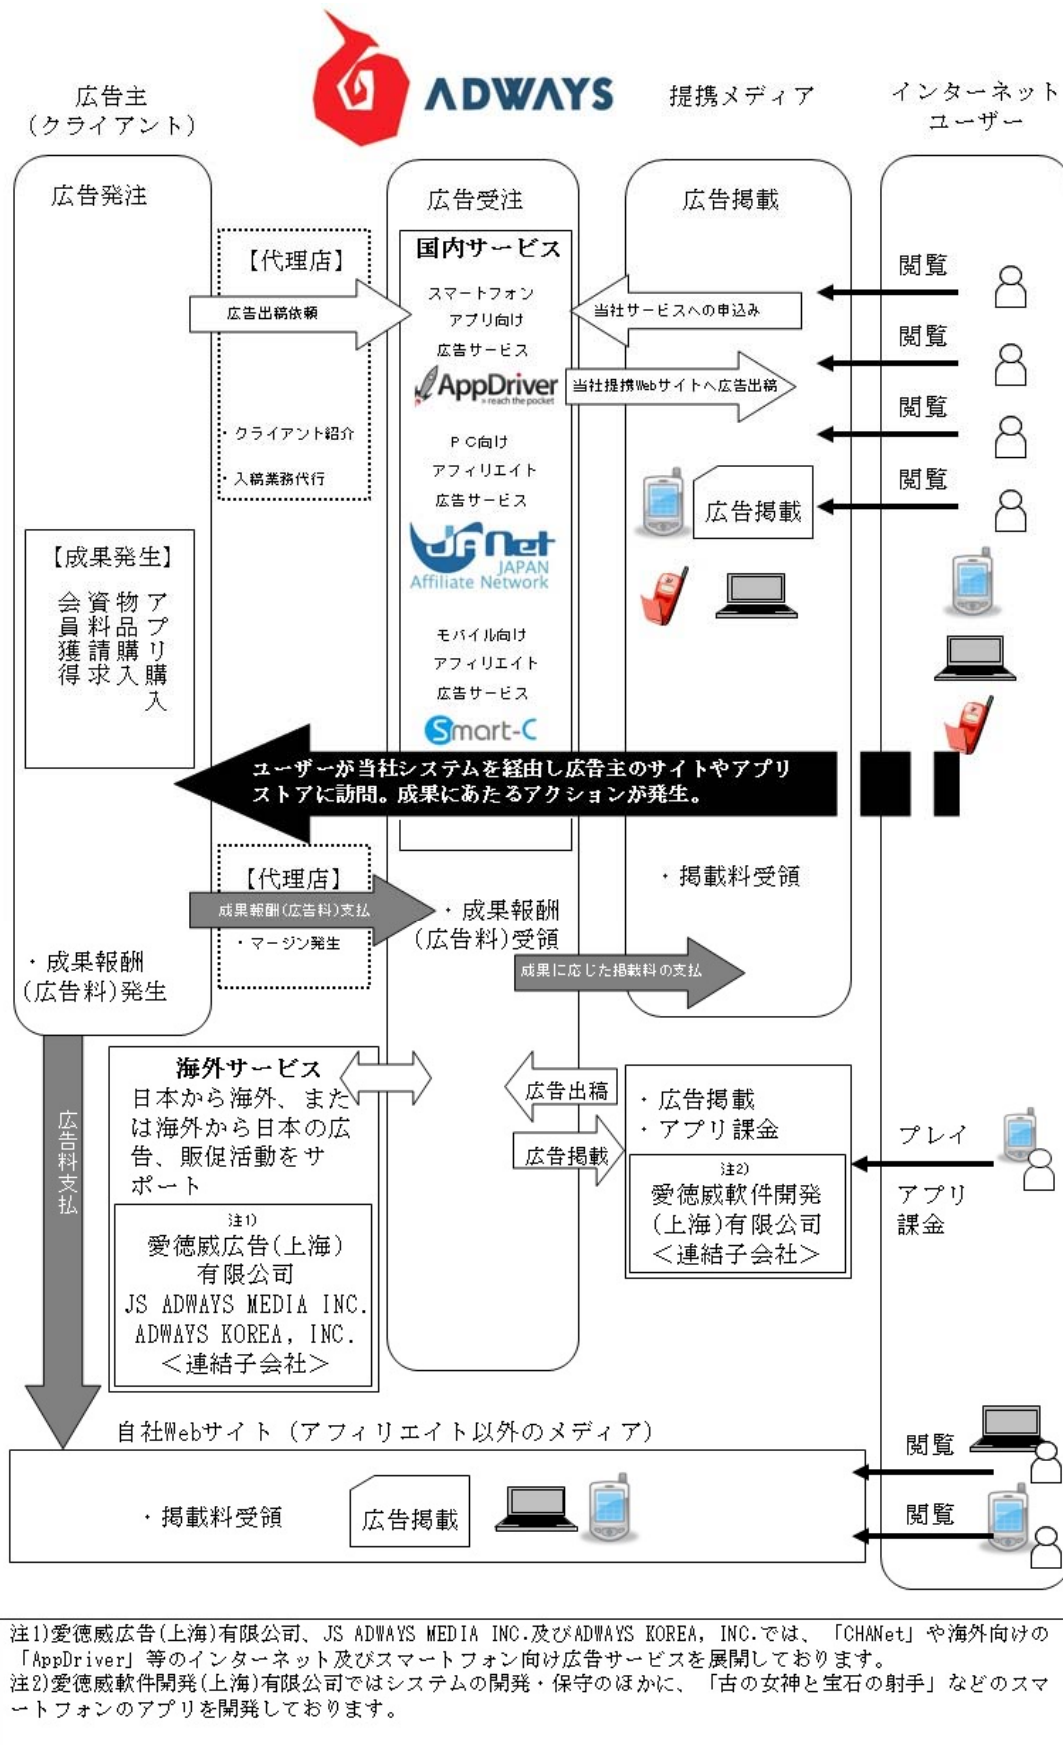 広告主
(クライアント)
ADWAYS
提携メディア
インターネット
ユーザー
広告発注
【代理店】
広告出稿依頼
・クライアント紹介
・入稿業務代行
広告受注
国内サービス
スマートフォン
アプリ向け
広告サービス
AppDriver
reach the pocket
PC向け
アフィリエイト
広告サービス
JANet
JAPAN
Affiliate Network
モバイル向け
アフィリエイト
広告サービス
Smart-C
広告掲載
当社サービスへの申込み
当社提携Webサイトへ広告出稿
広告掲載
閲覧
閲覧
閲覧
閲覧
【成果発生】
アプリ購入
物品購入
資料請求
会員獲得
ユーザーが当社システムを経由し広告主のサイトやアプリ
ストアに訪問。成果にあたるアクションが発生。
【代理店】
成果報酬(広告料)支払
・マージン発生
・成果報酬
(広告料)発生
・成果報酬
(広告料)受領
・掲載料受領
成果に応じた掲載料の支払
広告料支払
海外サービス
日本から海外、また
は海外から日本の広
告、販促活動をサ
ポート
注1)
愛徳威広告(上海)
有限公司
JS ADWAYS MEDIA INC.
ADWAYS KOREA, INC.
<連結子会社>
広告出稿
広告掲載
・広告掲載
・アプリ課金
注2)
愛徳威軟件開発
(上海)有限公司
<連結子会社>
プレイ
アプリ
課金
自社Webサイト(アフィリエイト以外のメディア)
・掲載料受領
広告掲載
閲覧
閲覧
注1)愛徳威広告(上海)有限公司、JS ADWAYS MEDIA INC.及びADWAYS KOREA, INC.では、「CHANet」や海外向けの
「AppDriver」等のインターネット及びスマートフォン向け広告サービスを展開しております。
注2)愛徳威軟件開発(上海)有限公司ではシステムの開発・保守のほかに、「古の女神と宝石の射手」などのスマ
ートフォンのアプリを開発しております。